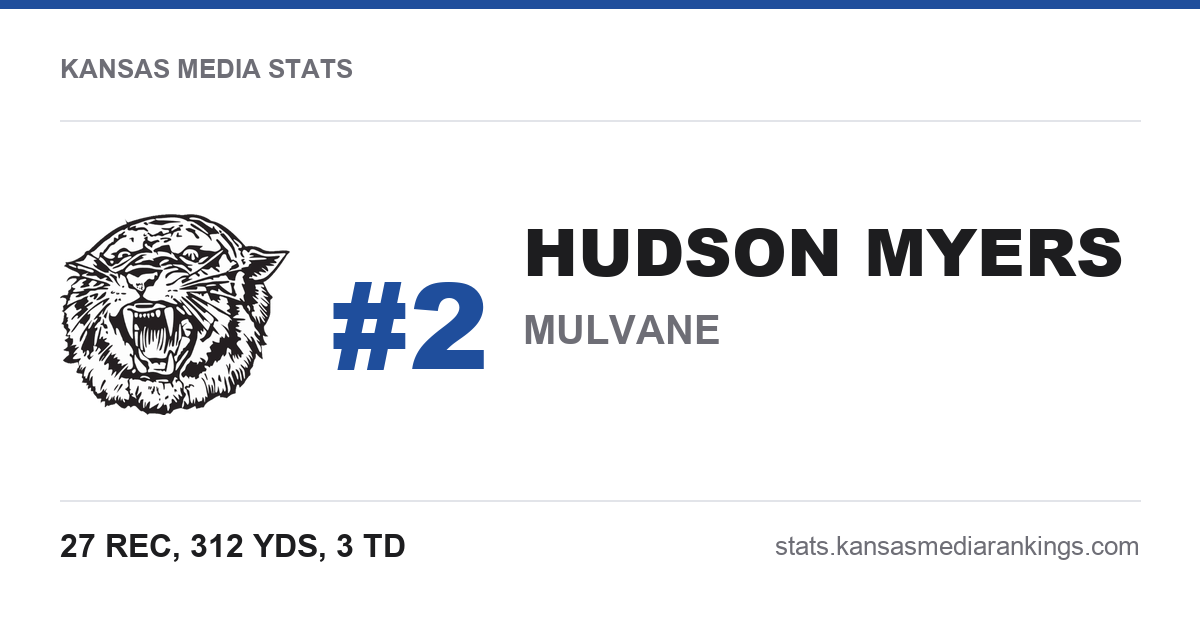 KANSAS MEDIA STATS
#2
HUDSON MYERS
MULVANE
27 REC, 312 YDS, 3 TD
stats.kansasmediarankings.com